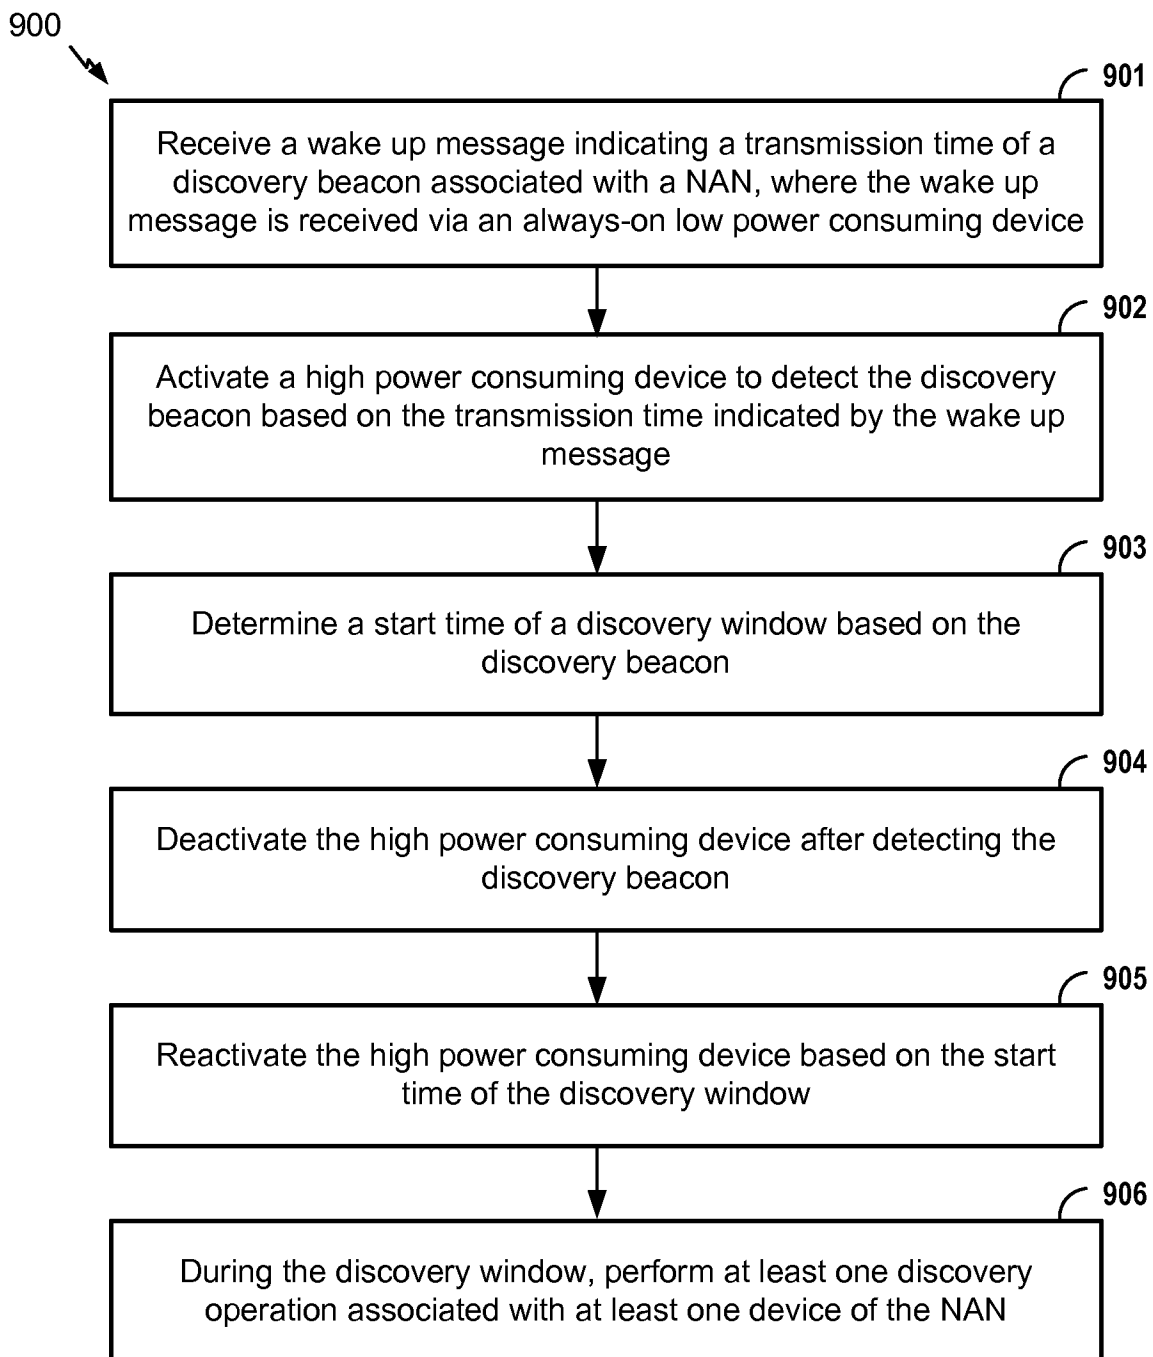 900
901
Receive a wake up message indicating a transmission time of a
discovery beacon associated with a NAN, where the wake up
message is received via an always-on low power consuming device
902
Activate a high power consuming device to detect the discovery
beacon based on the transmission time indicated by the wake up
message
903
Determine a start time of a discovery window based on the
discovery beacon
904
Deactivate the high power consuming device after detecting the
discovery beacon
905
Reactivate the high power consuming device based on the start
time of the discovery window
906
During the discovery window, perform at least one discovery
operation associated with at least one device of the NAN